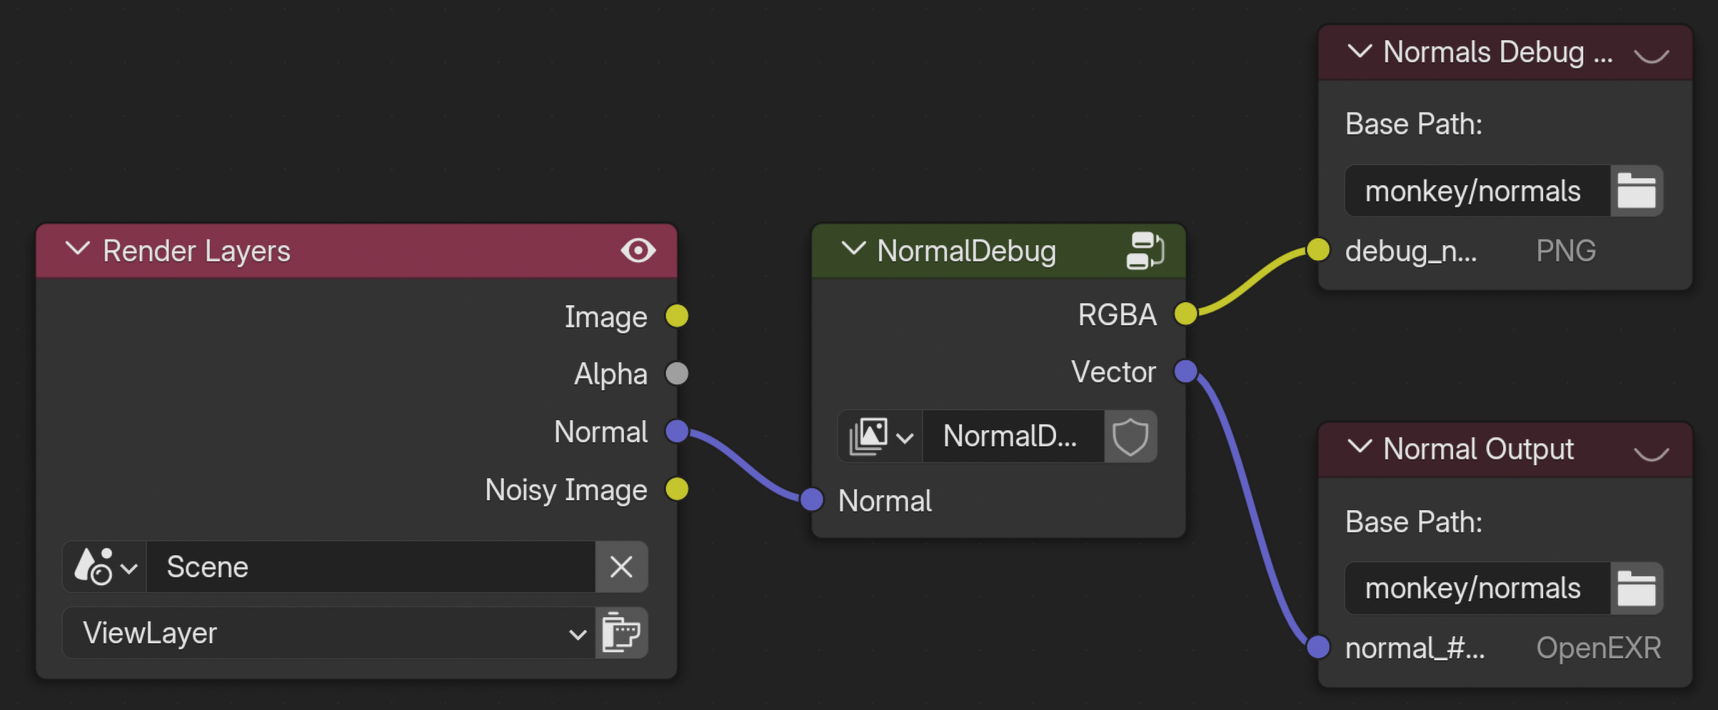 Render Layers
Image
Alpha
Normal
Noisy Image
Scene
ViewLayer
NormalDebug
RGBA
Vector
NormalD...
Normal
Normals Debug ...
Base Path:
monkey/normals
debug_n... PNG
Normal Output
Base Path:
monkey/normals
normal_#... OpenEXR